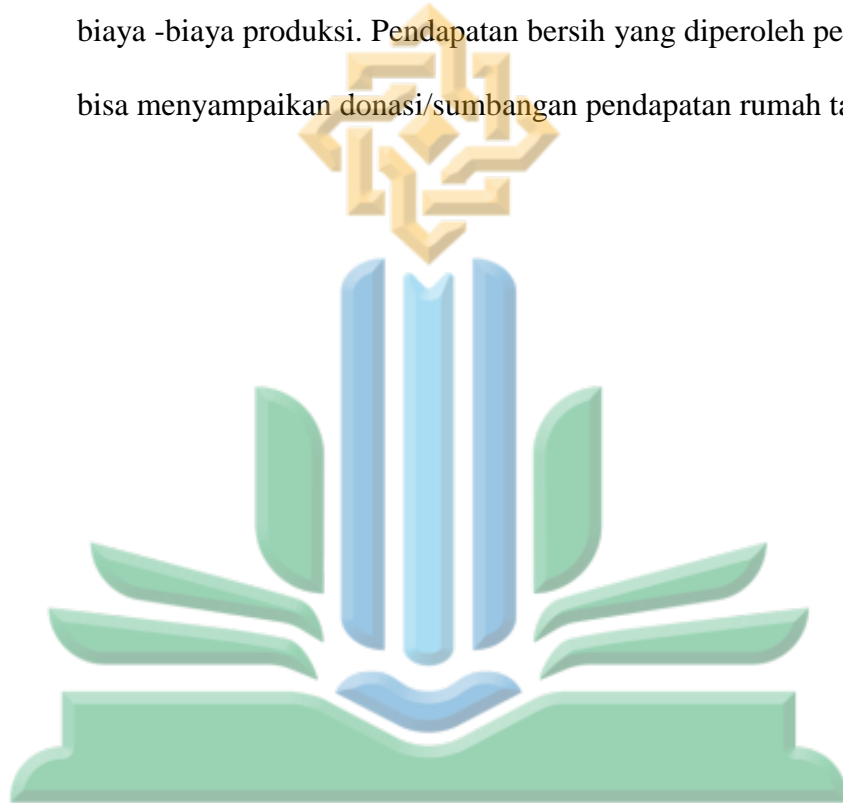 biaya -biaya produksi. Pendapatan bersih yang diperoleh pe
bisa menyampaikan donasi/sumbangan pendapatan rumah ta